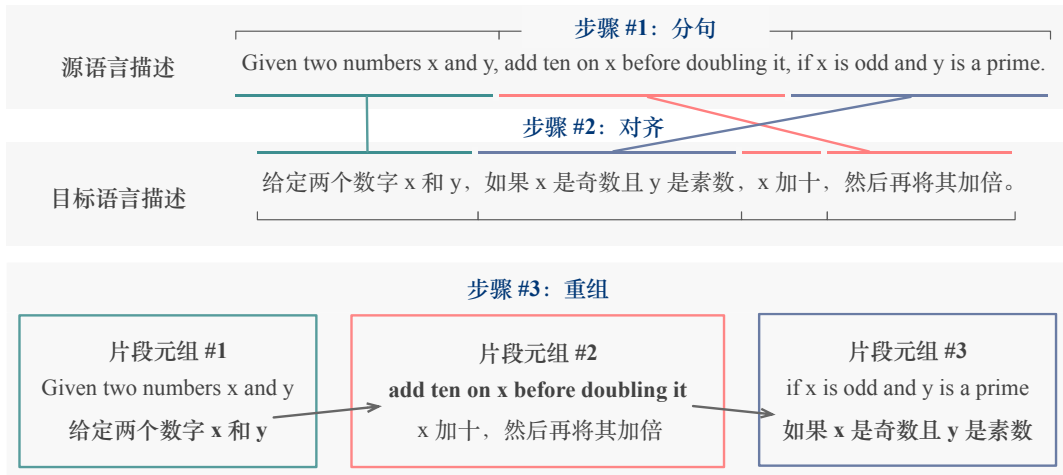 步骤 #1：分句
源语言描述
Given two numbers x and y, add ten on x before doubling it, if x is odd and y is a prime.
步骤 #2：对齐
目标语言描述
给定两个数字 x 和 y，如果 x 是奇数且 y 是素数，x 加十，然后再将其加倍。
步骤 #3：重组
片段元组 #1
Given two numbers x and y
给定两个数字 x 和 y
片段元组 #2
add ten on x before doubling it
x 加十，然后再将其加倍
片段元组 #3
if x is odd and y is a prime
如果 x 是奇数且 y 是素数